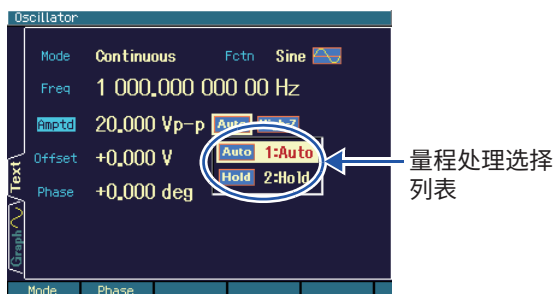 Oscillator
Mode Continuous Fctn Sine
Freq 1 000.000 000 00 Hz
Amptd 20.000 Vp-p Auto
Offset +0.000 V Auto 1:Auto
Phase +0.000 deg Hold 2:Hold
Text
Graph
量程处理选择
列表
Mode Phase